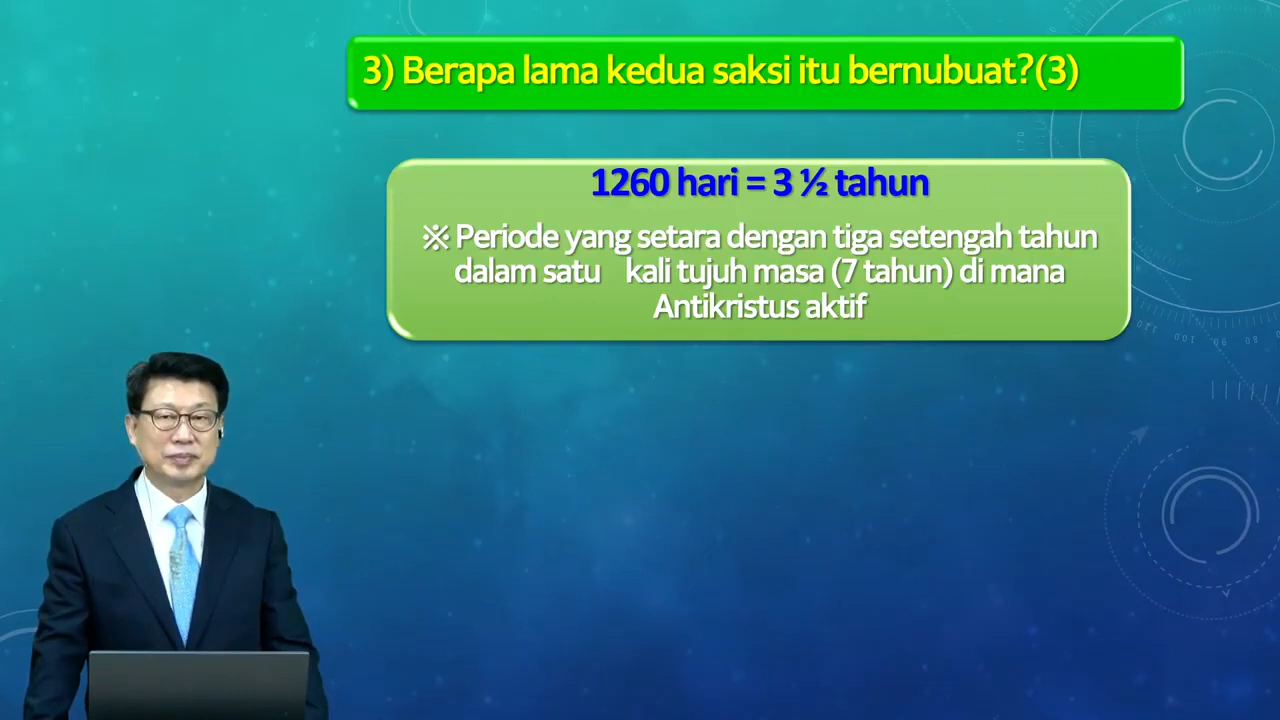 3) Berapa lama kedua saksi itu bernubuat?(3)
1260 hari = 3 ½ tahun
※ Periode yang setara dengan tiga setengah tahun
dalam satu    kali tujuh masa (7 tahun) di mana
Antikristus aktif